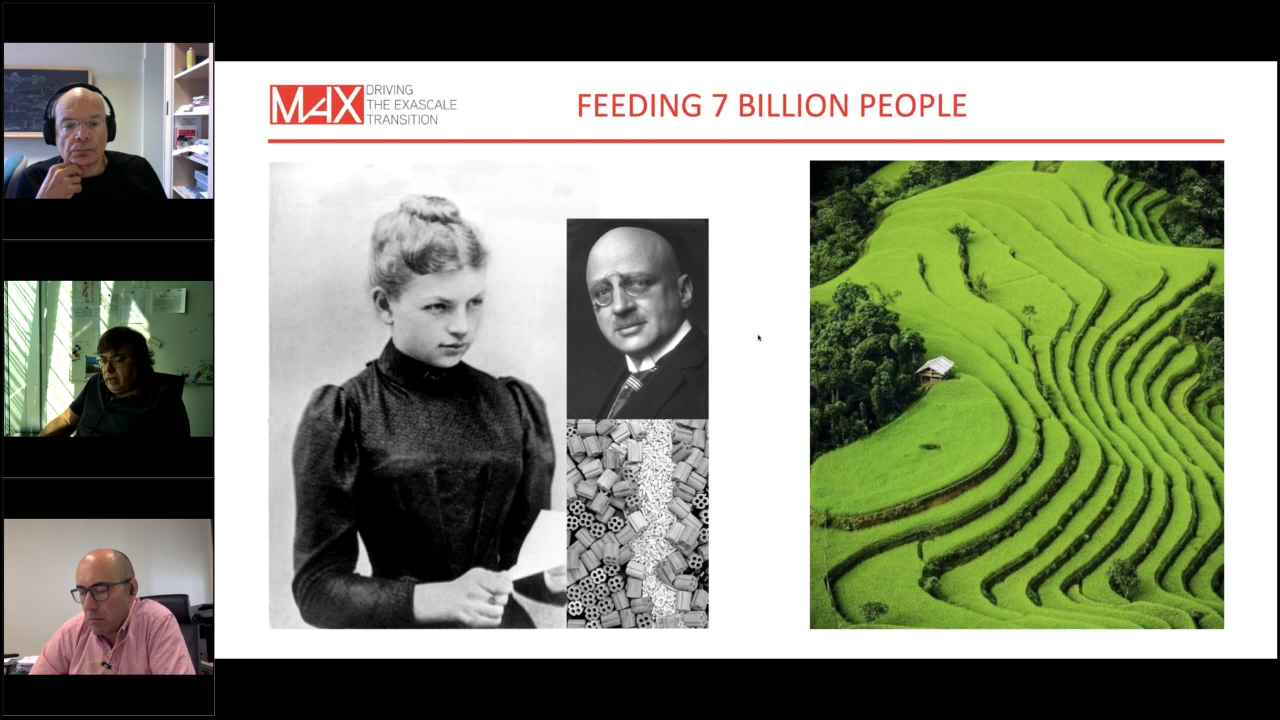 MAX
DRIVING
THE EXASCALE
TRANSITION
FEEDING 7 BILLION PEOPLE